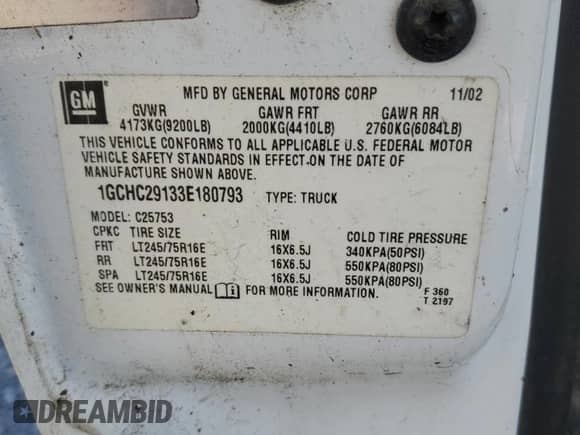 GM
MFD BY GENERAL MOTORS CORP 11/02
GVWR GAWR FRT GAWR RR
4173KG(9200LB) 2000KG(4410LB) 2760KG(6084LB)
THIS VEHICLE CONFORMS TO ALL APPLICABLE U.S. FEDERAL MOTOR
VEHICLE SAFETY STANDARDS IN EFFECT ON THE DATE OF
MANUFACTURE SHOWN ABOVE.
1GCHC29133E180793 TYPE: TRUCK
MODEL: C25753
CPKC TIRE SIZE RIM COLD TIRE PRESSURE
FRT LT245/75R16E 16X6.5J 340KPA(50PSI)
RR LT245/75R16E 16X6.5J 550KPA(80PSI)
SPA LT245/75R16E 16X6.5J 550KPA(80PSI)
SEE OWNER'S MANUAL FOR MORE INFORMATION. F 360
T 2197
DREAMBID